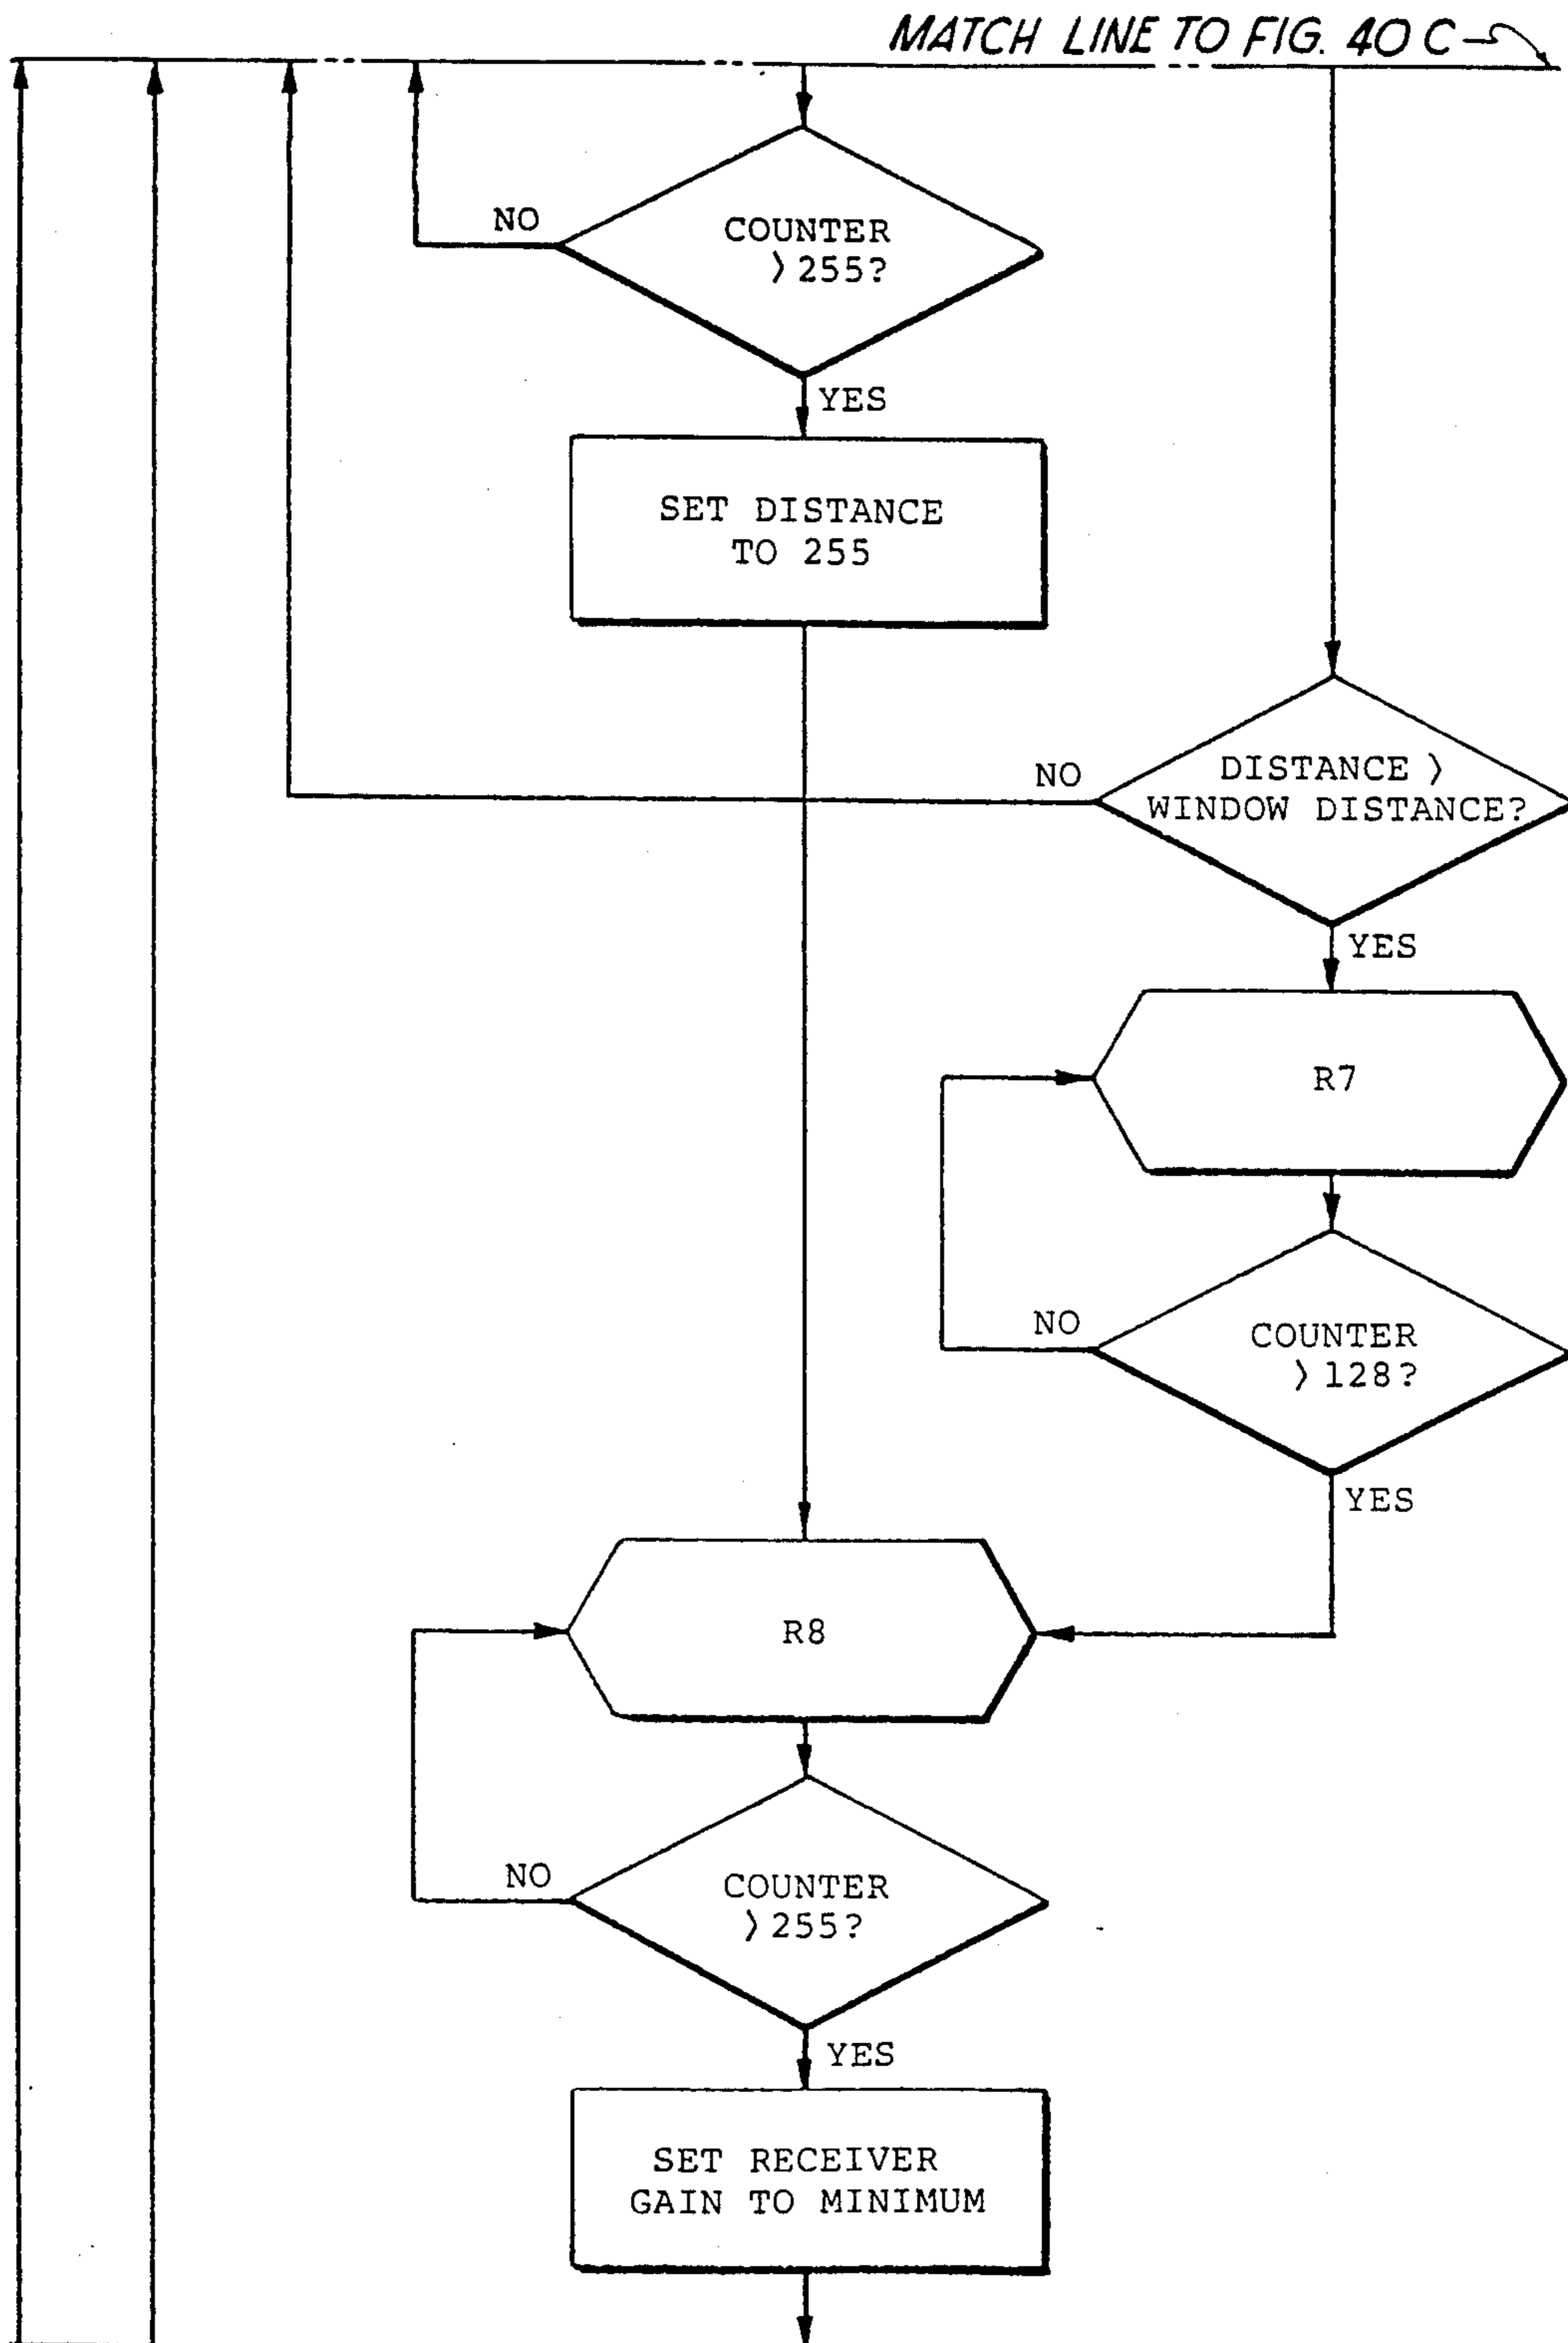 MATCH LINE TO FIG. 40 C
NO
COUNTER
> 255?
YES
SET DISTANCE
TO 255
NO
DISTANCE >
WINDOW DISTANCE?
YES
R7
NO
COUNTER
> 128?
YES
R8
NO
COUNTER
> 255?
YES
SET RECEIVER
GAIN TO MINIMUM